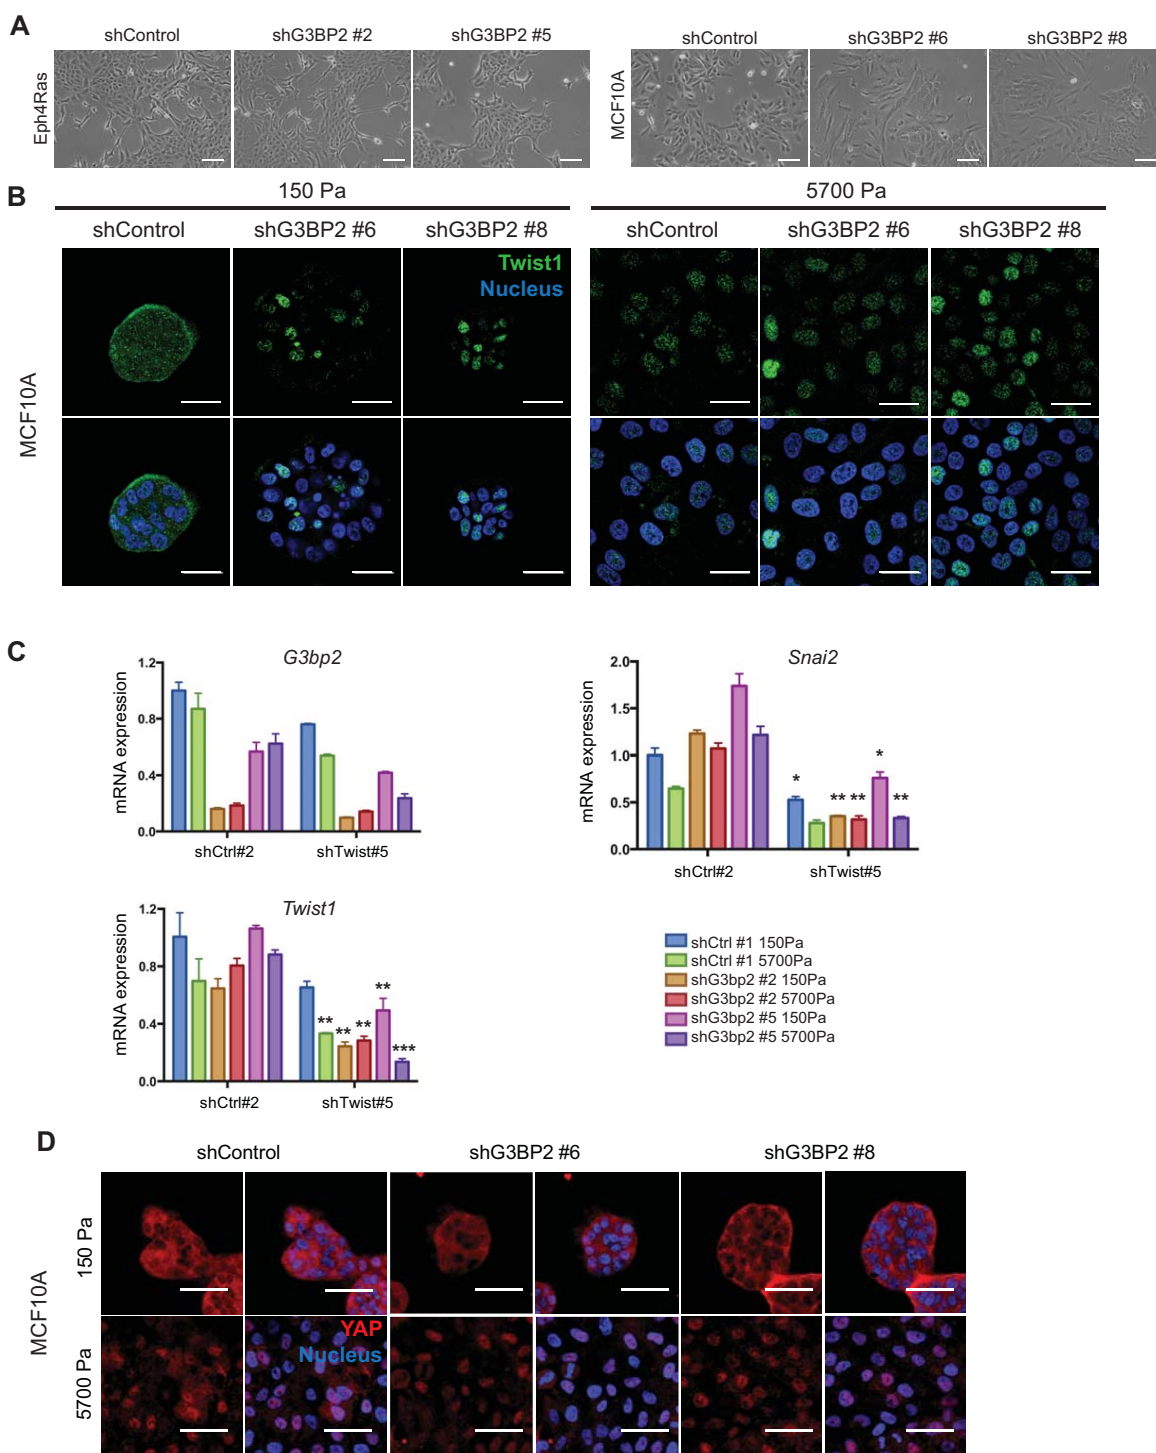 A
shControl shG3BP2 #2 shG3BP2 #5 shControl shG3BP2 #6 shG3BP2 #8
Eph4Ras
MCF10A
B
150 Pa 5700 Pa
shControl shG3BP2 #6 shG3BP2 #8 shControl shG3BP2 #6 shG3BP2 #8
Twist1
Nucleus
MCF10A
C
G3bp2
mRNA expression
1.2
0.8
0.4
0.0
shCtrl#2 shTwist#5
Snai2
mRNA expression
2.0
1.5
1.0
0.5
0.0
* ** ** * **
shCtrl#2 shTwist#5
Twist1
mRNA expression
1.2
0.8
0.4
0.0
** ** ** ** ***
shCtrl#2 shTwist#5
shCtrl #1 150Pa
shCtrl #1 5700Pa
shG3bp2 #2 150Pa
shG3bp2 #2 5700Pa
shG3bp2 #5 150Pa
shG3bp2 #5 5700Pa
D
shControl shG3BP2 #6 shG3BP2 #8
MCF10A
150 Pa
5700 Pa
YAP
Nucleus